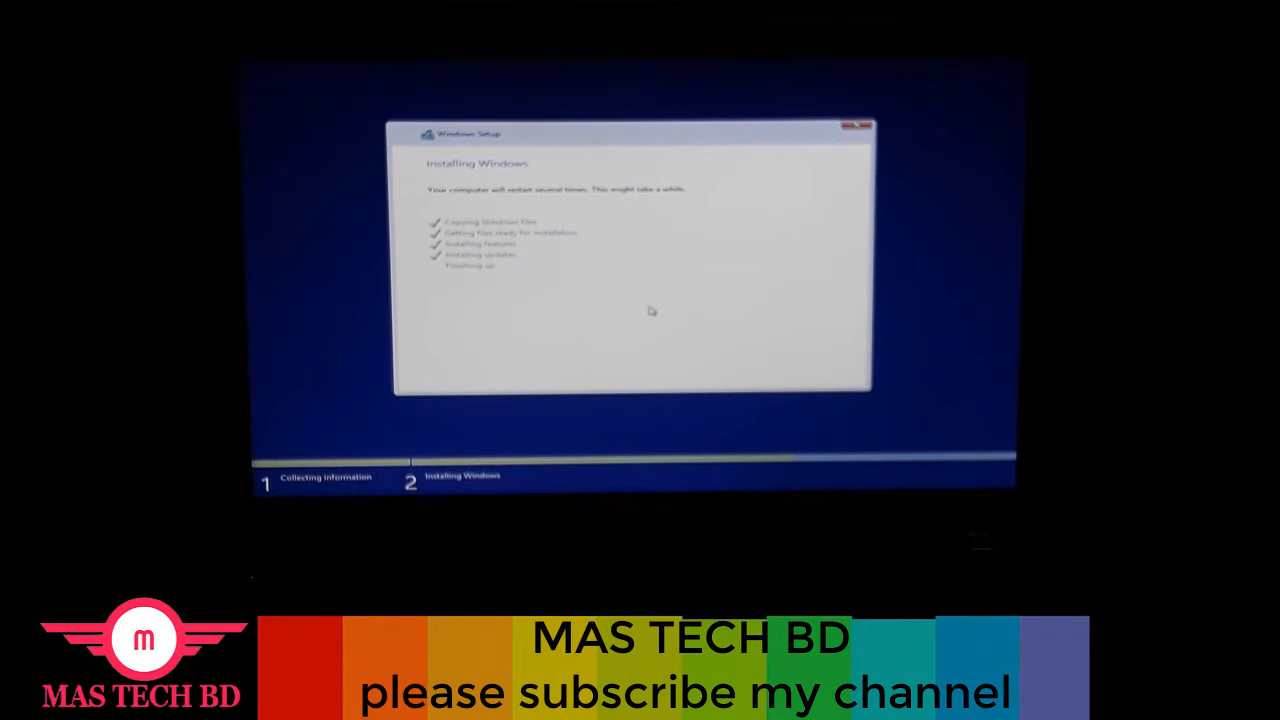 Windows Setup
Installing Windows
Your computer will restart several times. This might take a while.
Copying Windows files
Getting files ready for installation
Installing features
Installing updates
Finishing up
1 Collecting information
2 Installing Windows
m
MAS TECH BD
MAS TECH BD
please subscribe my channel